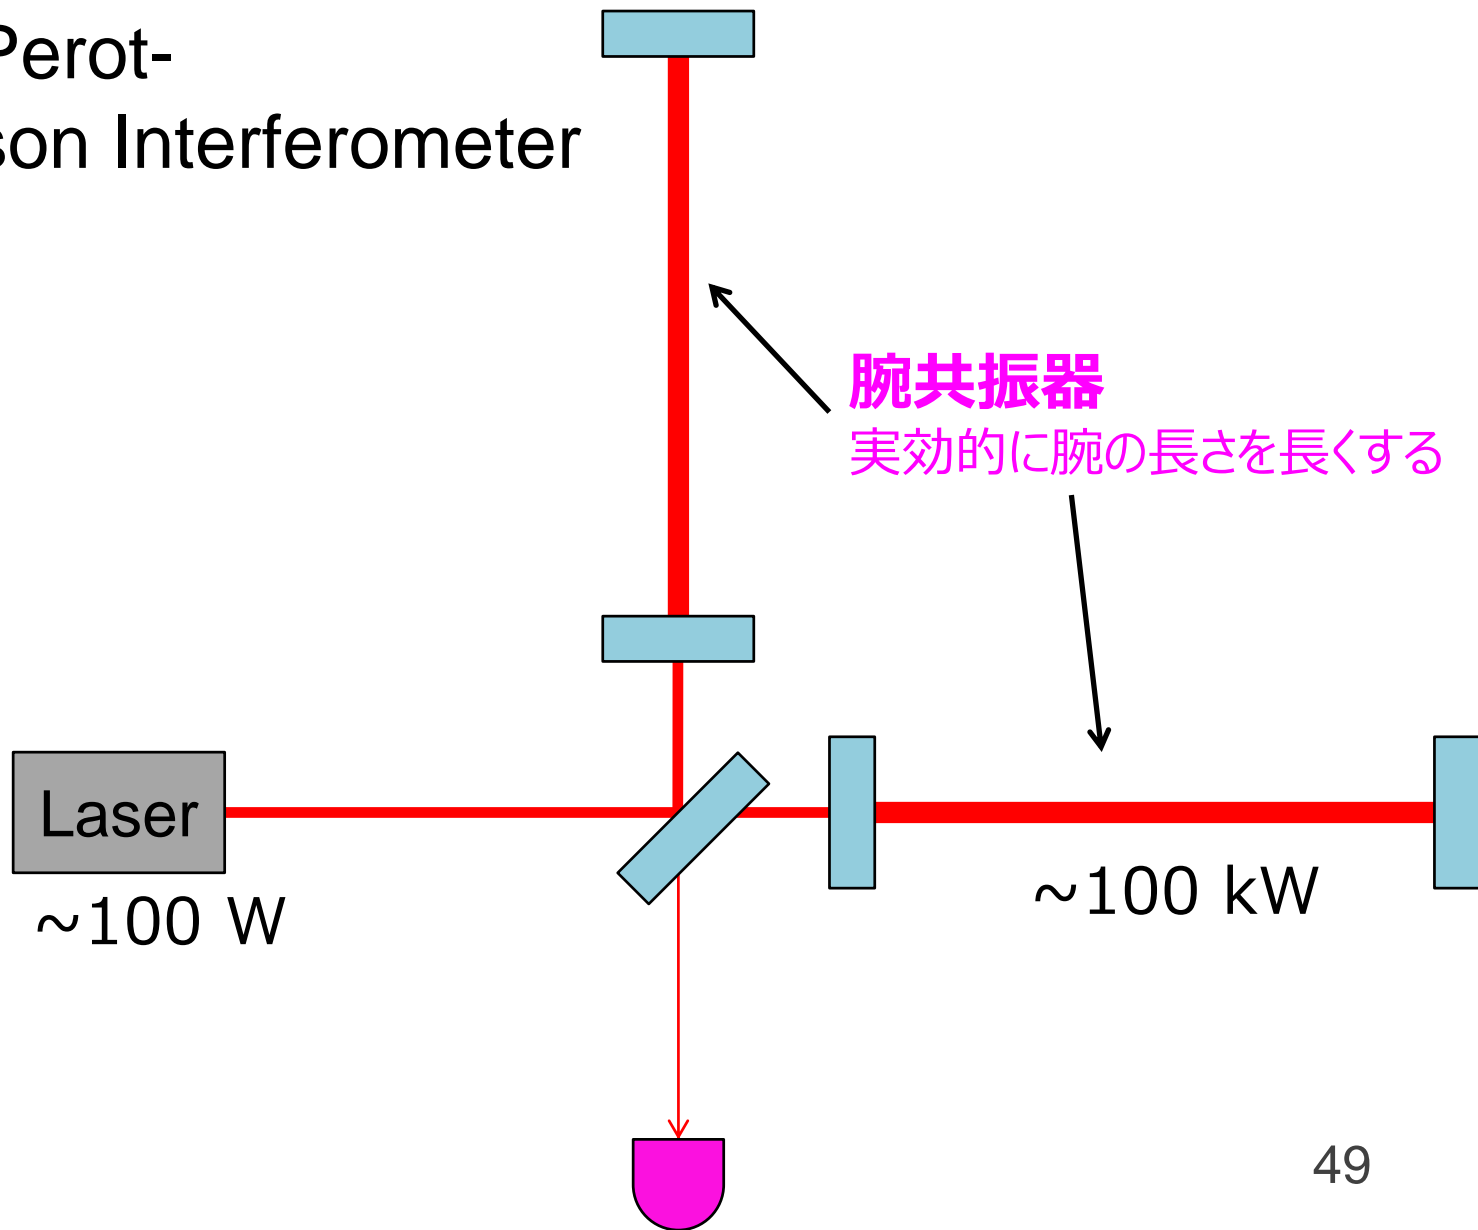 Perot-
son Interferometer
腕共振器
実効的に腕の長さを長くする
Laser
~100 W
~100 kW
49